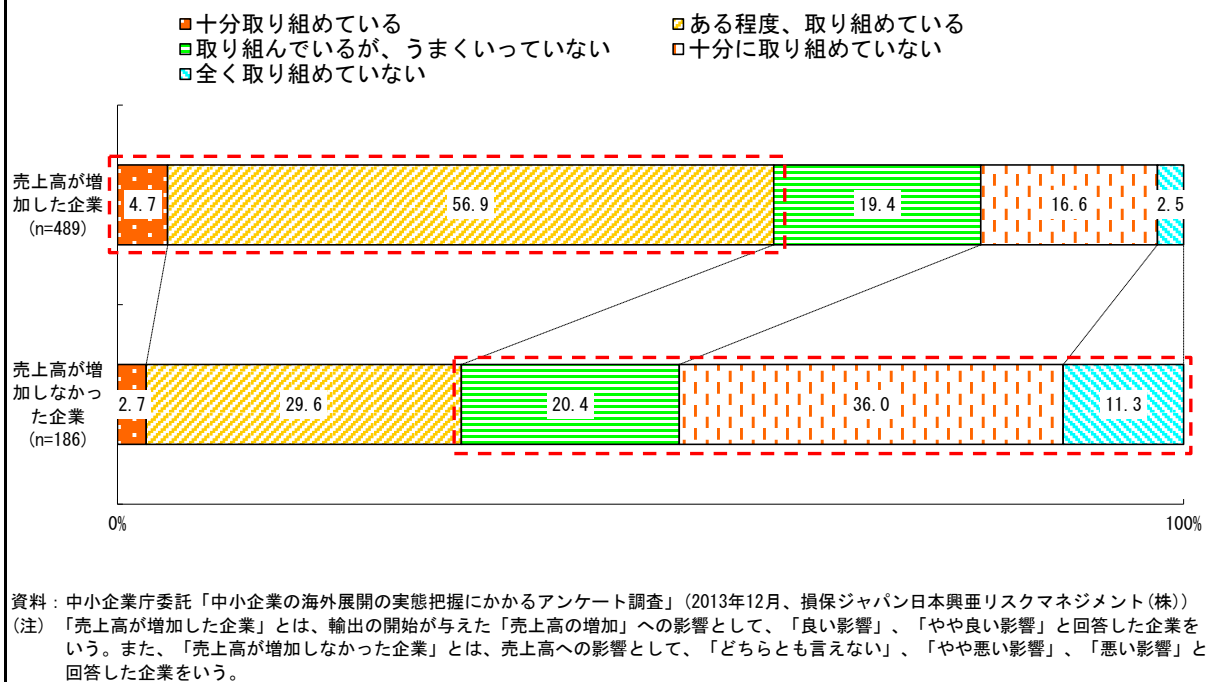 十分取り組めている
ある程度、取り組めている
取り組んでいるが、うまくいっていない
十分に取り組めていない
全く取り組めていない
売上高が増
加した企業
(n=489)
4.7
56.9
19.4
16.6
2.5
売上高が増
加しなかっ
た企業
(n=186)
2.7
29.6
20.4
36.0
11.3
0%
100%
資料：中小企業庁委託「中小企業の海外展開の実態把握にかかるアンケート調査」(2013年12月、損保ジャパン日本興亜リスクマネジメント(株))
(注) 「売上高が増加した企業」とは、輸出の開始が与えた「売上高の増加」への影響として、「良い影響」、「やや良い影響」と回答した企業を
いう。また、「売上高が増加しなかった企業」とは、売上高への影響として、「どちらとも言えない」、「やや悪い影響」、「悪い影響」と
回答した企業をいう。